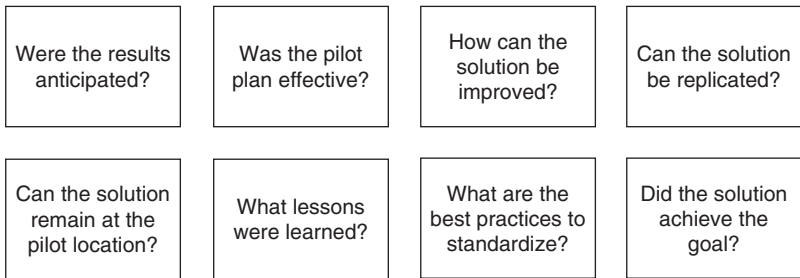 Were the results
anticipated?
Was the pilot
plan effective?
How can the
solution be
improved?
Can the solution
be replicated?
Can the solution
remain at the
pilot location?
What lessons
were learned?
What are the
best practices to
standardize?
Did the solution
achieve the
goal?